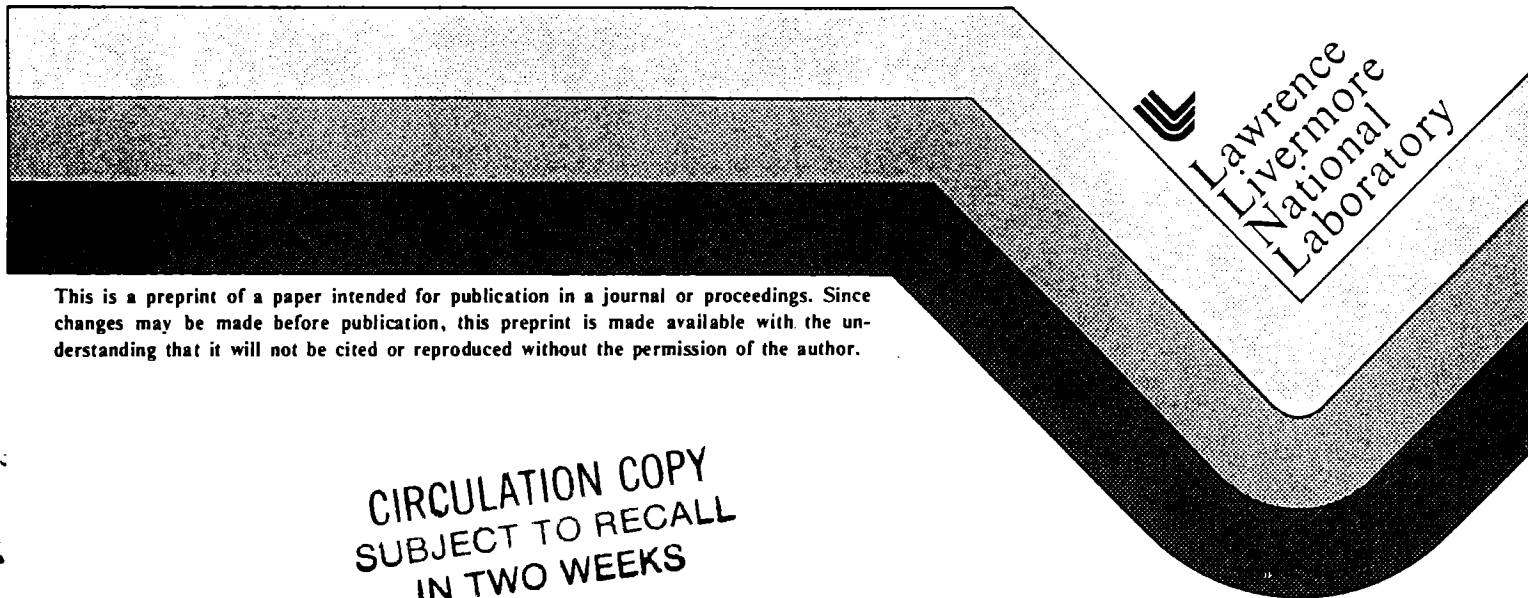 Lawrence
Livermore
National
Laboratory
This is a preprint of a paper intended for publication in a journal or proceedings. Since
changes may be made before publication, this preprint is made available with the un-
derstanding that it will not be cited or reproduced without the permission of the author.
CIRCULATION COPY
SUBJECT TO RECALL
IN TWO WEEKS